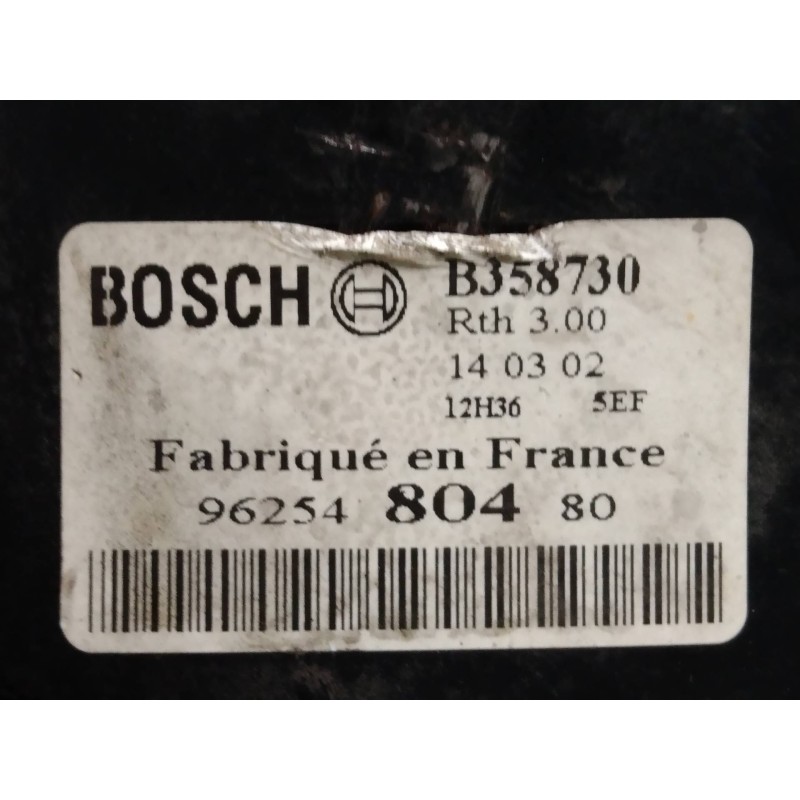 BOSCH B358730
Rth 3.00
14 03 02
12H36 5EF
Fabriqué en France
96254 804 80